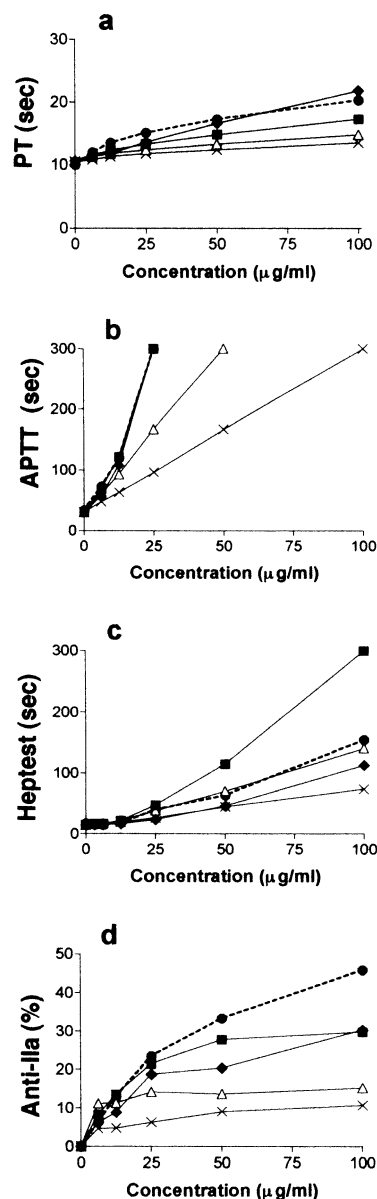 a
30
20
10
0
PT (sec)
0 25 50 75 100
Concentration (μg/ml)
b
300
200
100
0
APTT (sec)
0 25 50 75 100
Concentration (μg/ml)
c
300
200
100
0
Heptest (sec)
0 25 50 75 100
Concentration (μg/ml)
d
50
40
30
20
10
0
Anti-IIa (%)
0 25 50 75 100
Concentration (μg/ml)